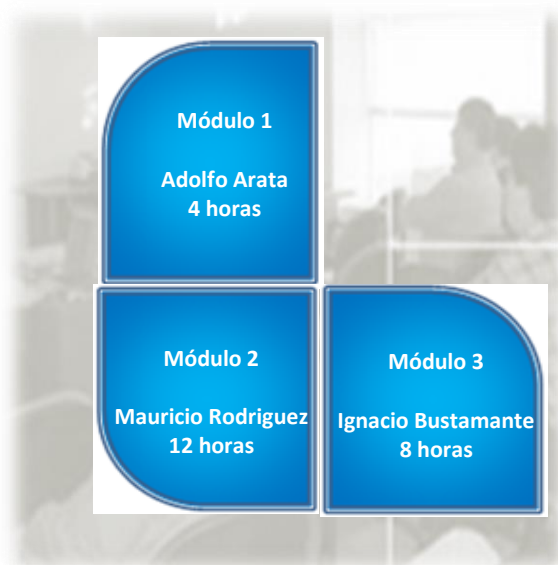 Módulo 1
Adolfo Arata
4 horas
Módulo 2
Mauricio Rodriguez
12 horas
Módulo 3
Ignacio Bustamante
8 horas